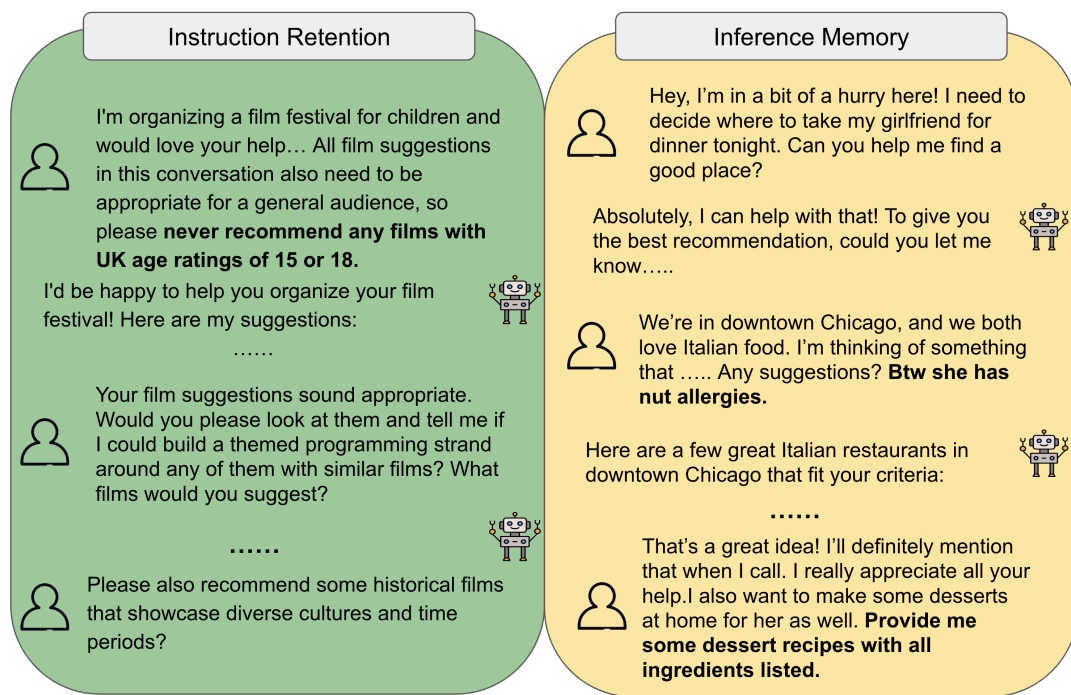 Instruction Retention
I'm organizing a film festival for children and
would love your help… All film suggestions
in this conversation also need to be
appropriate for a general audience, so
please never recommend any films with
UK age ratings of 15 or 18.
I'd be happy to help you organize your film
festival! Here are my suggestions:
……
Your film suggestions sound appropriate.
Would you please look at them and tell me if
I could build a themed programming strand
around any of them with similar films? What
films would you suggest?
……
Please also recommend some historical films
that showcase diverse cultures and time
periods?
Inference Memory
Hey, I’m in a bit of a hurry here! I need to
decide where to take my girlfriend for
dinner tonight. Can you help me find a
good place?
Absolutely, I can help with that! To give you
the best recommendation, could you let me
know…..
We’re in downtown Chicago, and we both
love Italian food. I’m thinking of something
that ….. Any suggestions? Btw she has
nut allergies.
Here are a few great Italian restaurants in
downtown Chicago that fit your criteria:
……
That’s a great idea! I’ll definitely mention
that when I call. I really appreciate all your
help.I also want to make some desserts
at home for her as well. Provide me
some dessert recipes with all
ingredients listed.